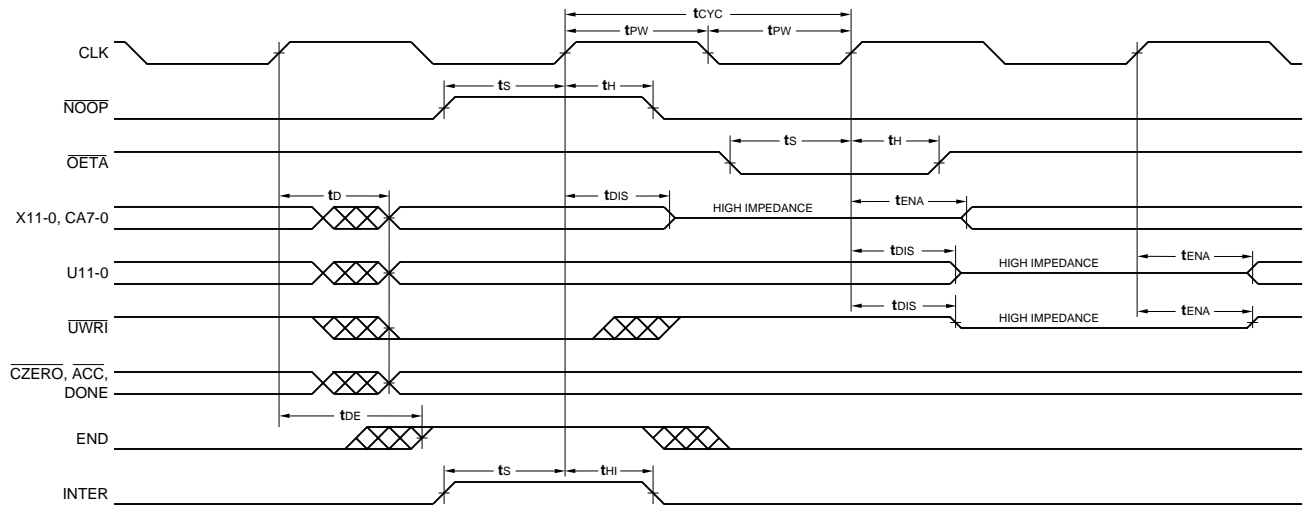 tCYC
tPW tPW
CLK
tS tH
NOOP
tS tH
OETA
tD tDIS HIGH IMPEDANCE tENA
X11-0, CA7-0
tDIS HIGH IMPEDANCE tENA
U11-0
tDIS HIGH IMPEDANCE tENA
UWRI
CZERO, ACC,
DONE
tDE
END
tS tHI
INTER